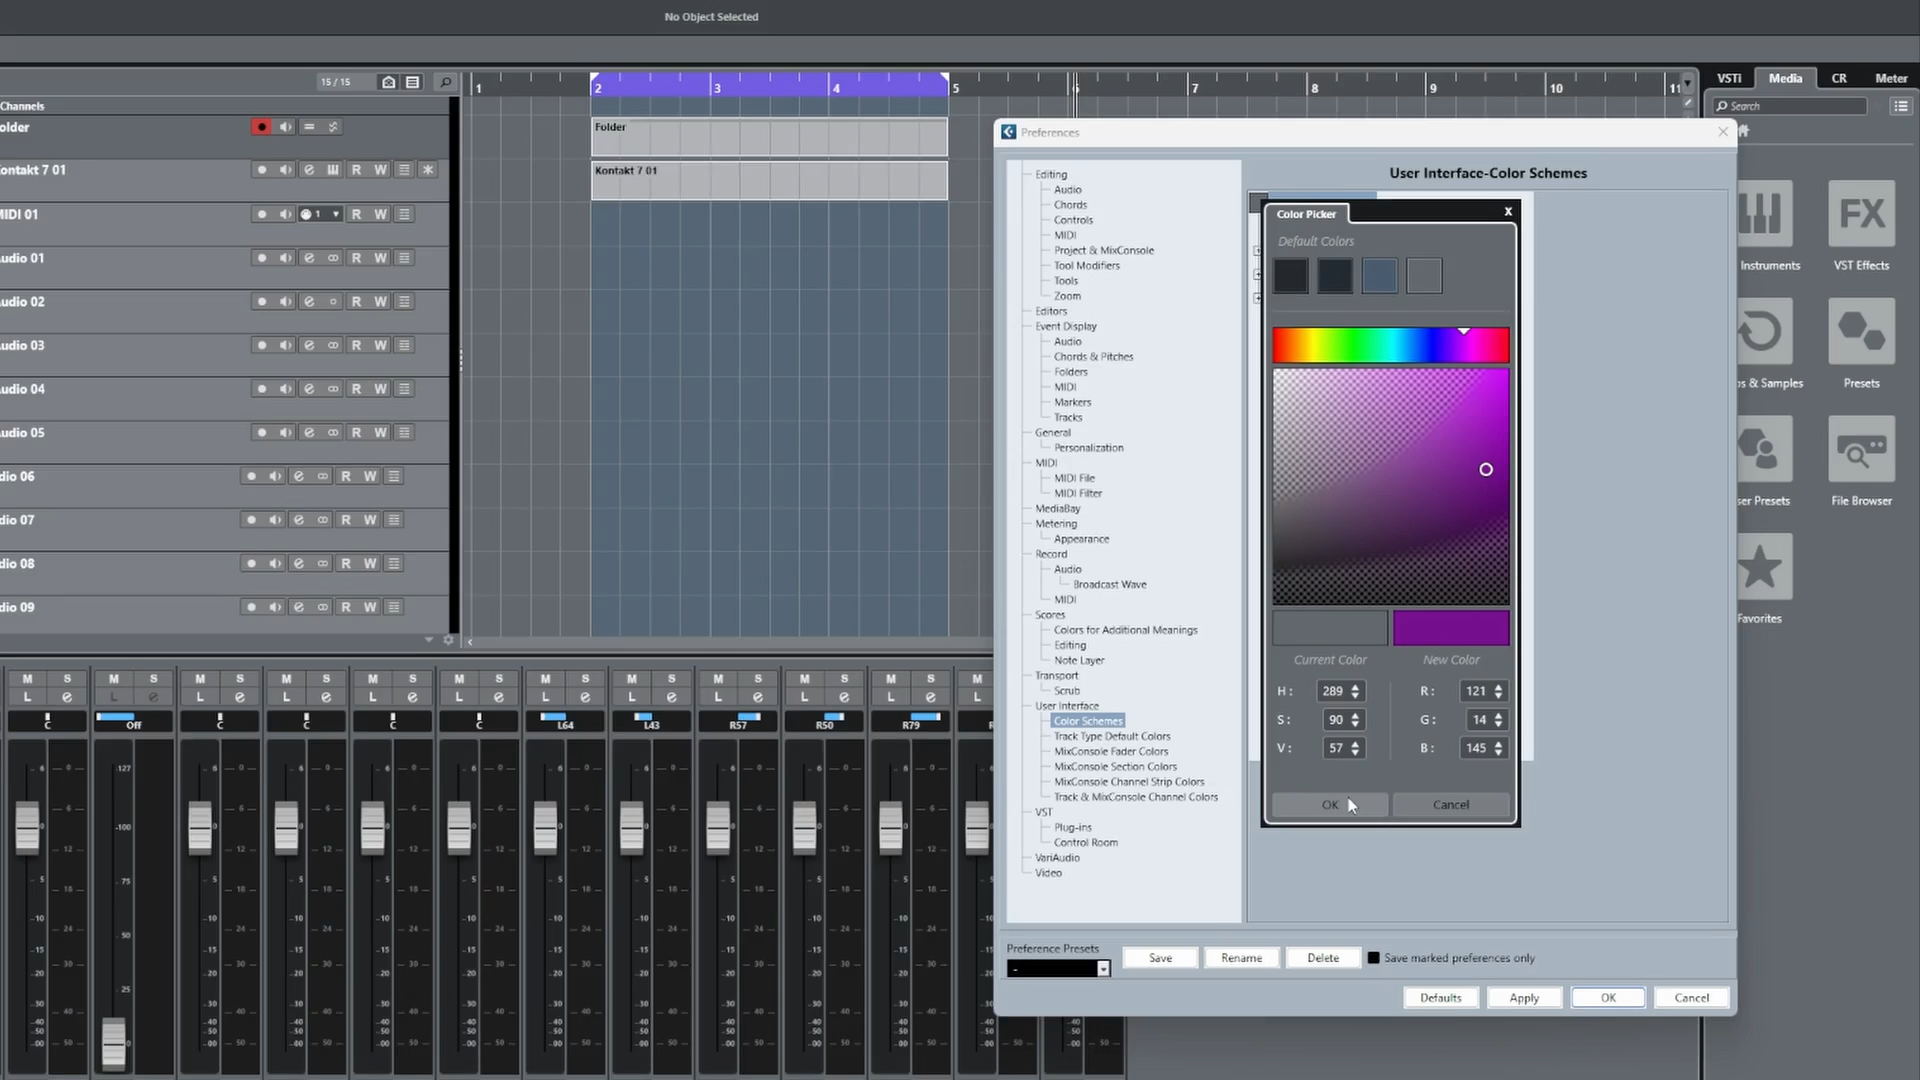 No Object Selected
15 / 15
1 2 3 4 5 6 7 8 9 10 11
VSTi Media CR Meter
Search
Channels
older
ontakt 7 01 R W
MIDI 01 1 R W
udio 01 R W
udio 02 R W
udio 03 R W
udio 04 R W
udio 05 R W
dio 06 R W
dio 07 R W
dio 08 R W
dio 09 R W
Folder
Kontakt 7 01
Preferences
Editing
Audio
Chords
Controls
MIDI
Project & MixConsole
Tool Modifiers
Tools
Zoom
Editors
Event Display
Audio
Chords & Pitches
Folders
MIDI
Markers
Tracks
General
Personalization
MIDI
MIDI File
MIDI Filter
MediaBay
Metering
Appearance
Record
Audio
Broadcast Wave
MIDI
Scores
Colors for Additional Meanings
Editing
Note Layer
Transport
Scrub
User Interface
Color Schemes
Track Type Default Colors
MixConsole Fader Colors
MixConsole Section Colors
MixConsole Channel Strip Colors
Track & MixConsole Channel Colors
VST
Plug-ins
Control Room
VariAudio
Video
User Interface-Color Schemes
Color Picker X
Default Colors
Current Color New Color
H: 289 R: 121
S: 90 G: 14
V: 57 B: 145
OK Cancel
Preference Presets
-
Save Rename Delete Save marked preferences only
Defaults Apply OK Cancel
Instruments
FX
VST Effects
s & Samples
Presets
ser Presets
File Browser
Favorites
M S M S M S M S M S M S M S M S M S M S M S M
L L L L L L L L L L L L
C Off C C C C L64 L43 R57 R50 R79